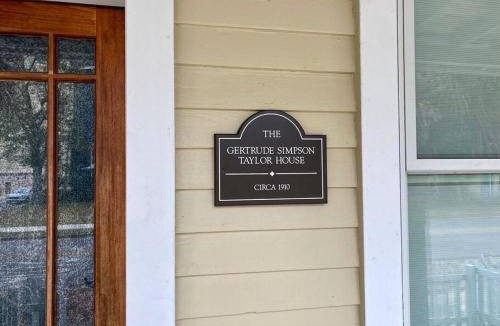 THE
GERTRUDE SIMPSON
TAYLOR HOUSE
CIRCA 1910